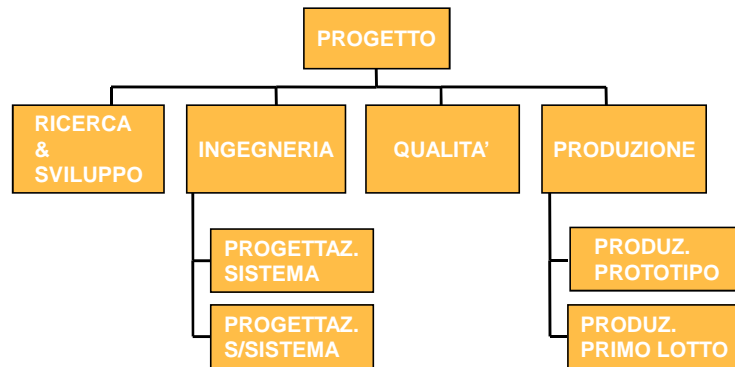 PROGETTO
RICERCA
&
SVILUPPO
INGEGNERIA
QUALITA’
PRODUZIONE
PROGETTAZ.
SISTEMA
PROGETTAZ.
S/SISTEMA
PRODUZ.
PROTOTIPO
PRODUZ.
PRIMO LOTTO